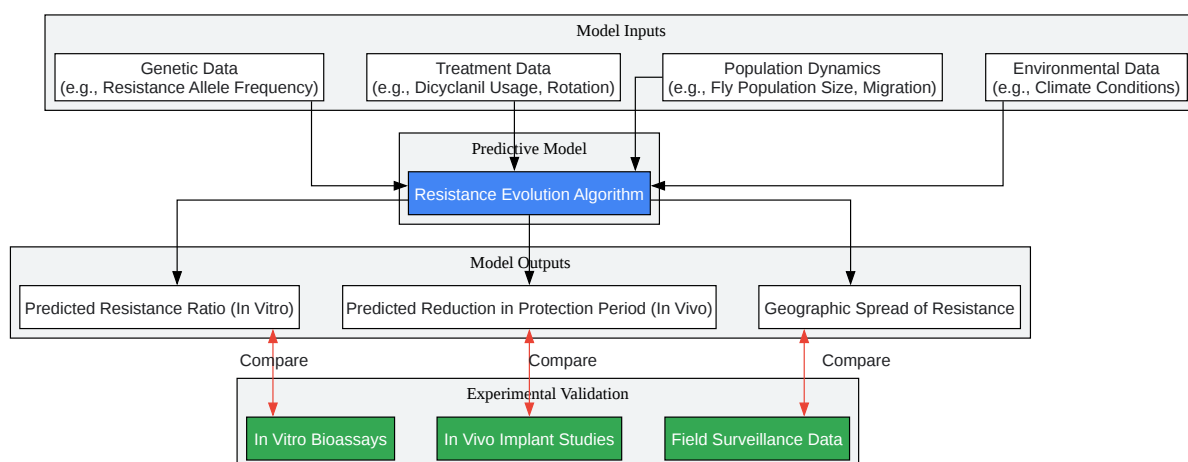 Model Inputs
Genetic Data
(e.g., Resistance Allele Frequency)
Treatment Data
(e.g., Dicyclanil Usage, Rotation)
Population Dynamics
(e.g., Fly Population Size, Migration)
Environmental Data
(e.g., Climate Conditions)
Predictive Model
Resistance Evolution Algorithm
Model Outputs
Predicted Resistance Ratio (In Vitro)
Predicted Reduction in Protection Period (In Vivo)
Geographic Spread of Resistance
Compare
Compare
Compare
Experimental Validation
In Vitro Bioassays
In Vivo Implant Studies
Field Surveillance Data